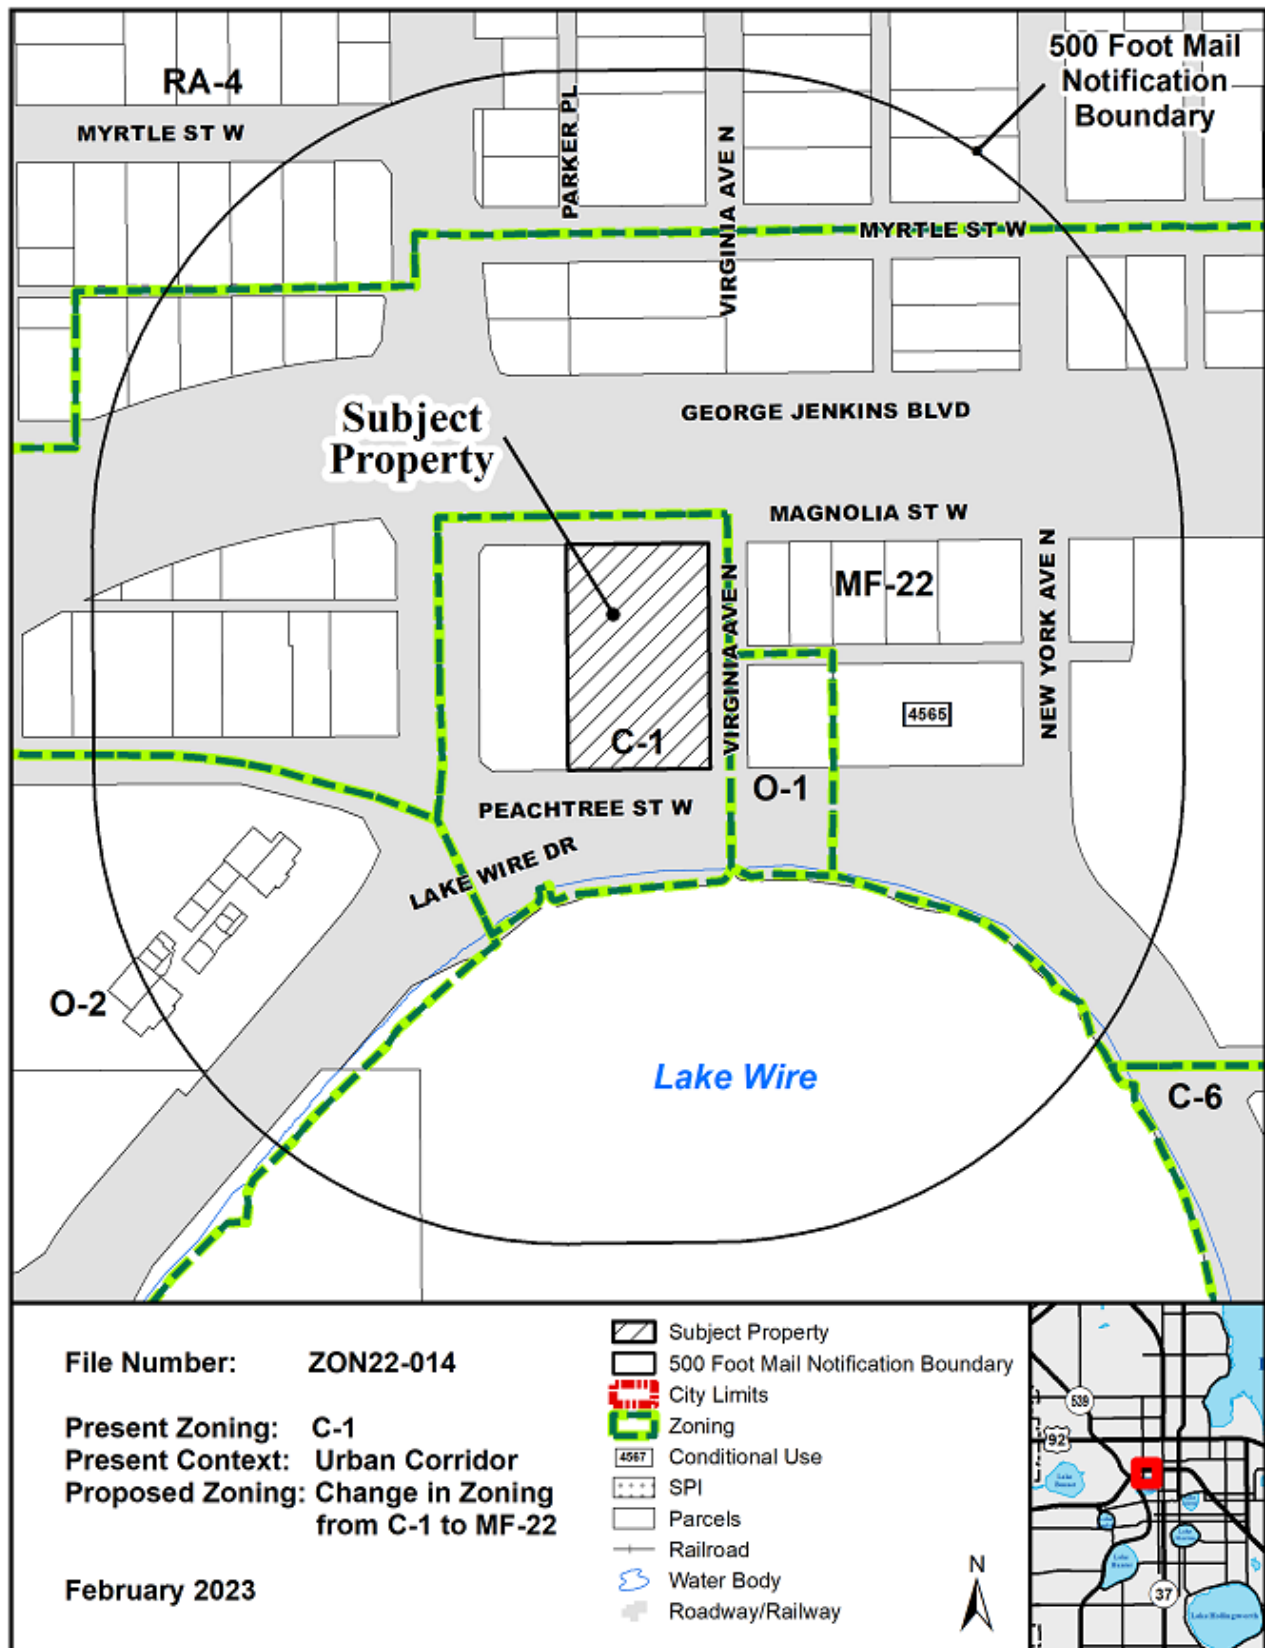 500 Foot Mail
Notification
Boundary
RA-4
MYRTLE ST W
PARKER PL
VIRGINIA AVE N
MYRTLE ST W
GEORGE JENKINS BLVD
Subject
Property
MAGNOLIA ST W
MF-22
NEW YORK AVE N
VIRGINIA AVE N
4565
C-1
O-1
PEACHTREE ST W
LAKE WIRE DR
O-2
Lake Wire
C-6
File Number: ZON22-014
Present Zoning: C-1
Present Context: Urban Corridor
Proposed Zoning: Change in Zoning
from C-1 to MF-22
February 2023
Subject Property
500 Foot Mail Notification Boundary
City Limits
Zoning
4567 Conditional Use
SPI
Parcels
Railroad
Water Body
Roadway/Railway
N
539
92
37
Lake Hollingsworth